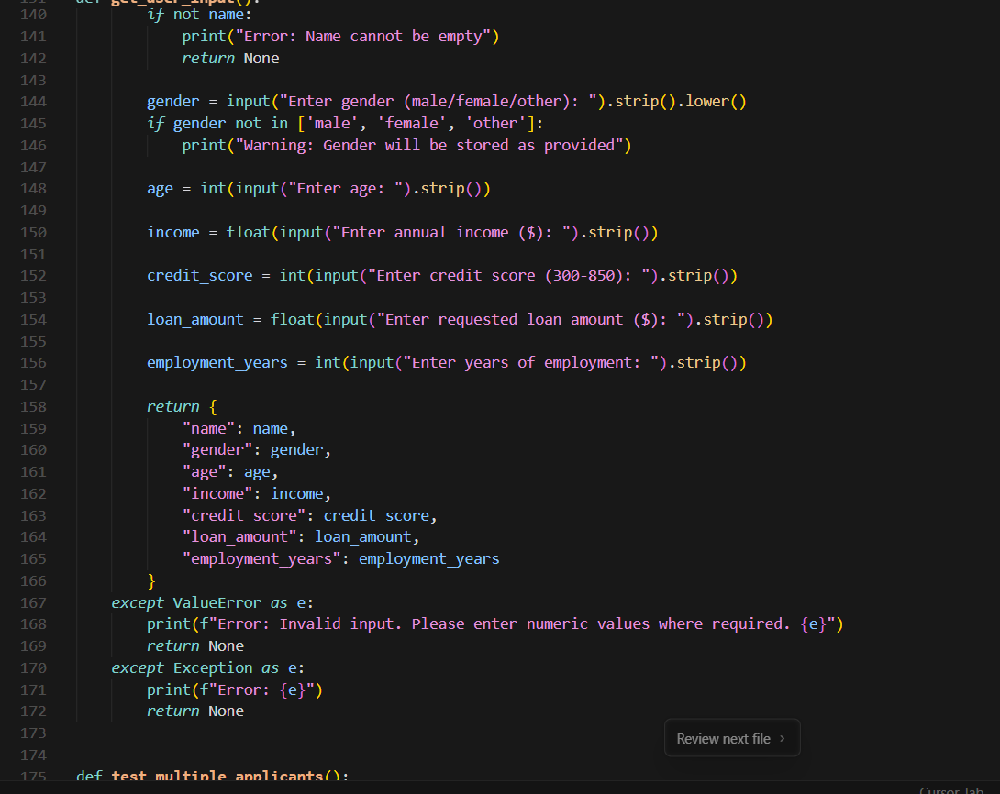 def get_user_input():
140 if not name:
141 print("Error: Name cannot be empty")
142 return None
143
144 gender = input("Enter gender (male/female/other): ").strip().lower()
145 if gender not in ['male', 'female', 'other']:
146 print("Warning: Gender will be stored as provided")
147
148 age = int(input("Enter age: ").strip())
149
150 income = float(input("Enter annual income ($): ").strip())
151
152 credit_score = int(input("Enter credit score (300-850): ").strip())
153
154 loan_amount = float(input("Enter requested loan amount ($): ").strip())
155
156 employment_years = int(input("Enter years of employment: ").strip())
157
158 return {
159 "name": name,
160 "gender": gender,
161 "age": age,
162 "income": income,
163 "credit_score": credit_score,
164 "loan_amount": loan_amount,
165 "employment_years": employment_years
166 }
167 except ValueError as e:
168 print(f"Error: Invalid input. Please enter numeric values where required. {e}")
169 return None
170 except Exception as e:
171 print(f"Error: {e}")
172 return None
173
Review next file ›
174
175 def test_multiple_applicants():
Cursor Tab